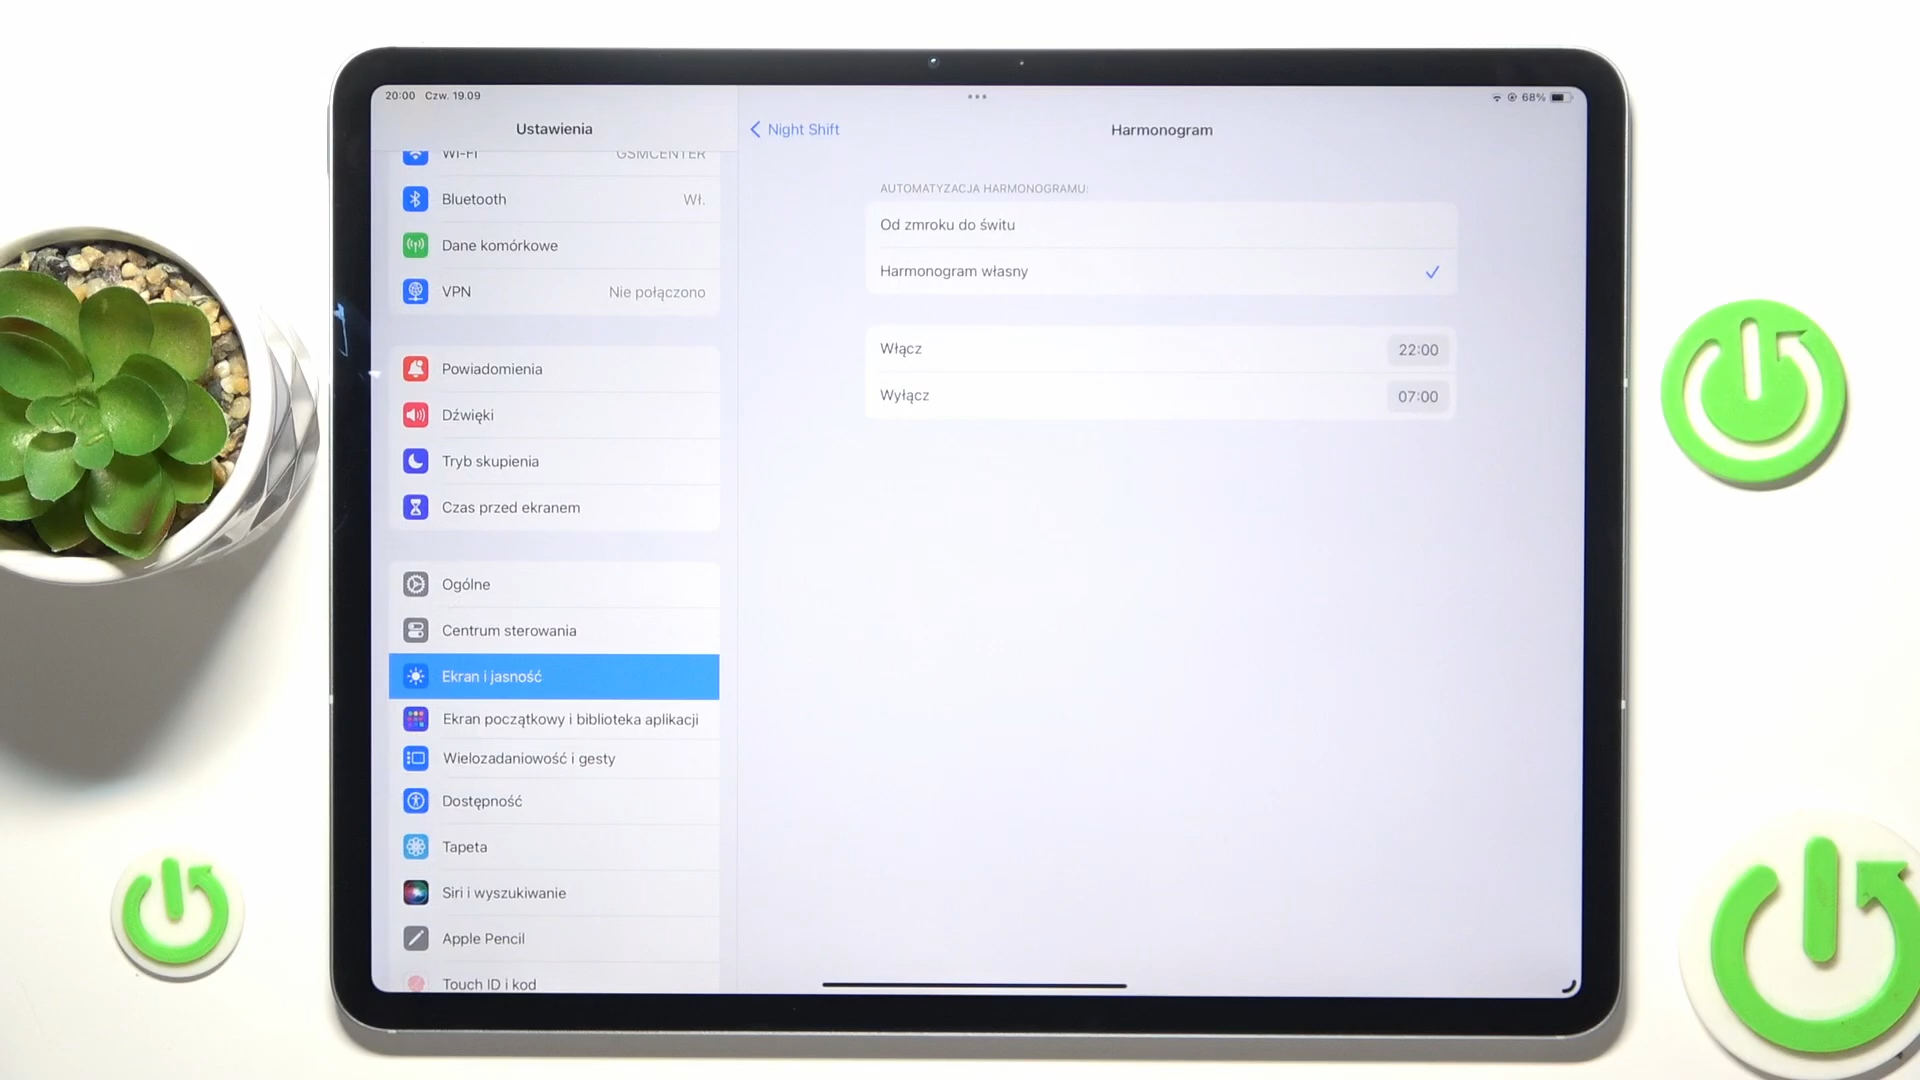 20:00 Czw. 19.09
68%
Ustawienia
Wi-Fi GSMCENTER
Bluetooth Wł.
Dane komórkowe
VPN Nie połączono
Powiadomienia
Dźwięki
Tryb skupienia
Czas przed ekranem
Ogólne
Centrum sterowania
Ekran i jasność
Ekran początkowy i biblioteka aplikacji
Wielozadaniowość i gesty
Dostępność
Tapeta
Siri i wyszukiwanie
Apple Pencil
Touch ID i kod
Night Shift
Harmonogram
AUTOMATYZACJA HARMONOGRAMU:
Od zmroku do świtu
Harmonogram własny
Włącz 22:00
Wyłącz 07:00